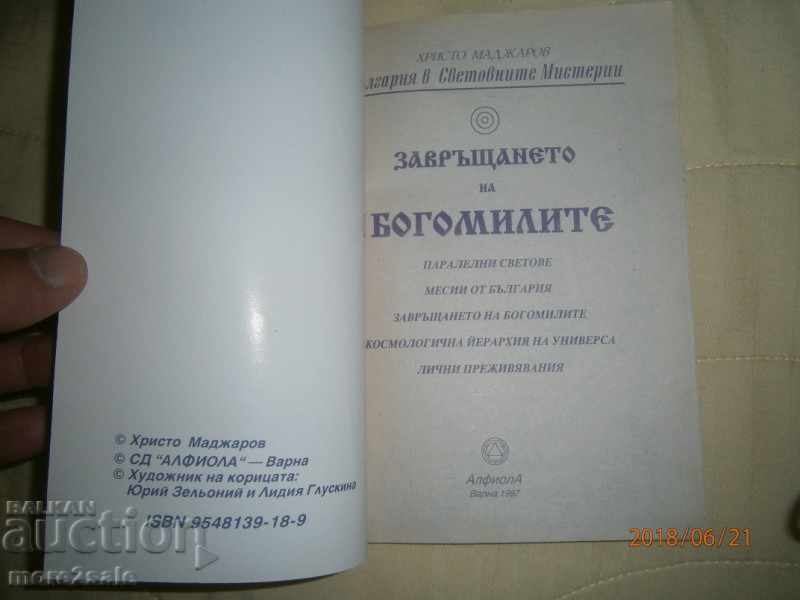 © Христо Маджаров
© СД "АЛФИОЛА" — Варна
© Художник на корицата:
Юрий Зельоний и Лидия Глускина
ISBN 9548139-18-9
ХРИСТО МАДЖАРОВ
лгария в Световните Мистерии
ЗАВРЪЩАНЕТО
НА
БОГОМИЛИТЕ
ПАРАЛЕЛНИ СВЕТОВЕ
МЕСИИ ОТ БЪЛГАРИЯ
ЗАВРЪЩАНЕТО НА БОГОМИЛИТЕ
КОСМОЛОГИЧНА ЙЕРАРХИЯ НА УНИВЕРСА
ЛИЧНИ ПРЕЖИВЯВАНИЯ
АлфиолА
Варна 1997
2018/06/21
BALKAN
auction
more2sale